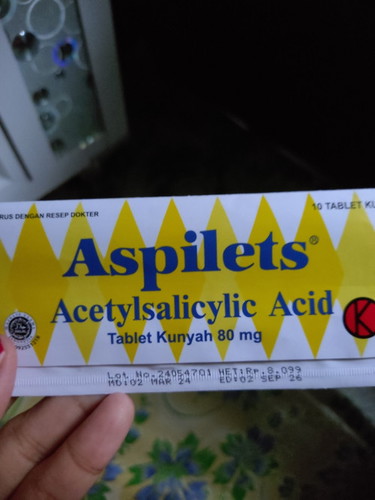 RUS DENGAN RESEP DOKTER
10 TABLET KU
Aspilets®
Acetylsalicylic Acid
K
Tablet Kunyah 80 mg
Lot No.24054701 HET:Rp.8.099
MD:02 MAR 24 ED:02 SEP 26